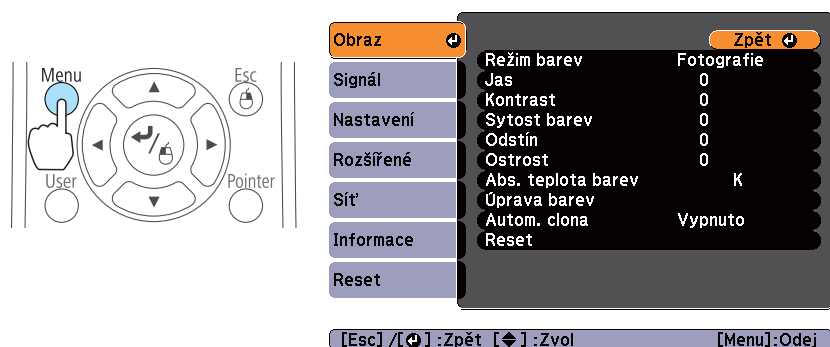 Menu
Esc
User
Pointer
Obraz
Signál
Nastavení
Rozšířené
Síť
Informace
Reset
Zpět
Režim barev Fotografie
Jas 0
Kontrast 0
Sytost barev 0
Odstín 0
Ostrost 0
Abs. teplota barev K
Úprava barev
Autom. clona Vypnuto
Reset
[Esc] /[⏎] :Zpět [◆] :Zvol [Menu]:Odej